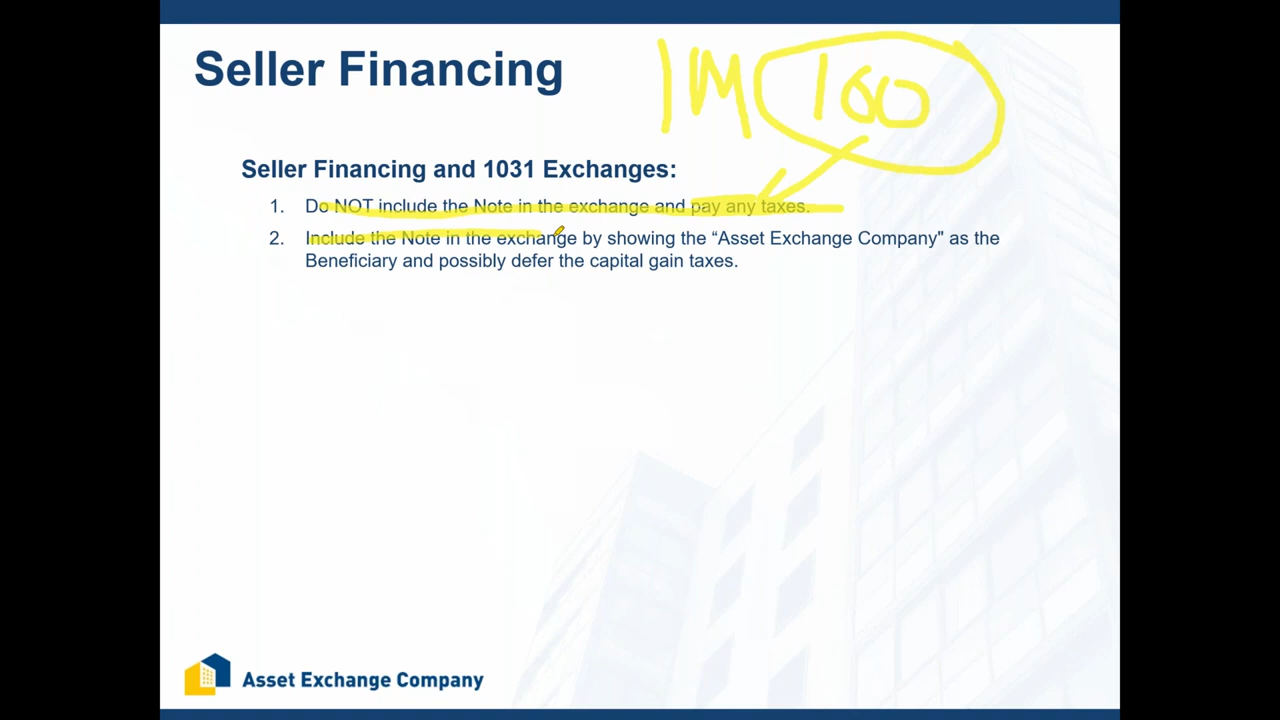 Seller Financing
1M 100
Seller Financing and 1031 Exchanges:
1. Do NOT include the Note in the exchange and pay any taxes.
2. Include the Note in the exchange by showing the “Asset Exchange Company" as the
Beneficiary and possibly defer the capital gain taxes.
Asset Exchange Company